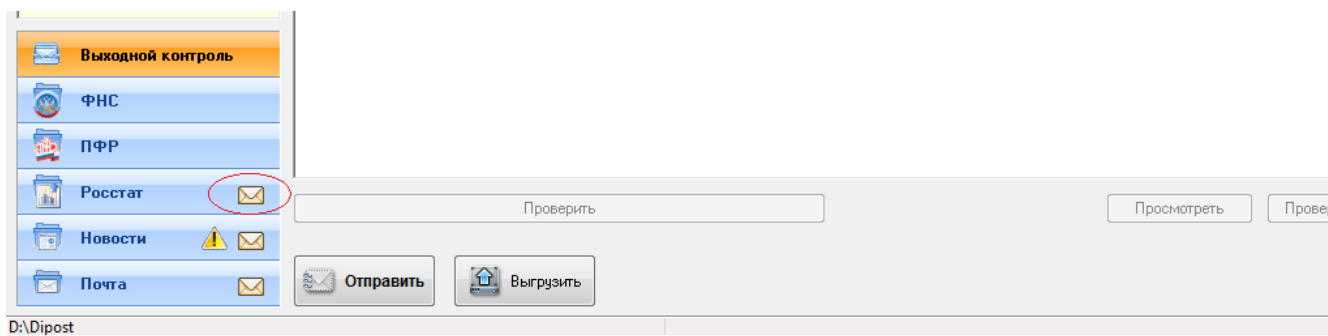 Выходной контроль
ФНС
ПФР
Росстат
Новости
Почта
Проверить
Просмотреть
Отправить
Выгрузить
D:\Dipost